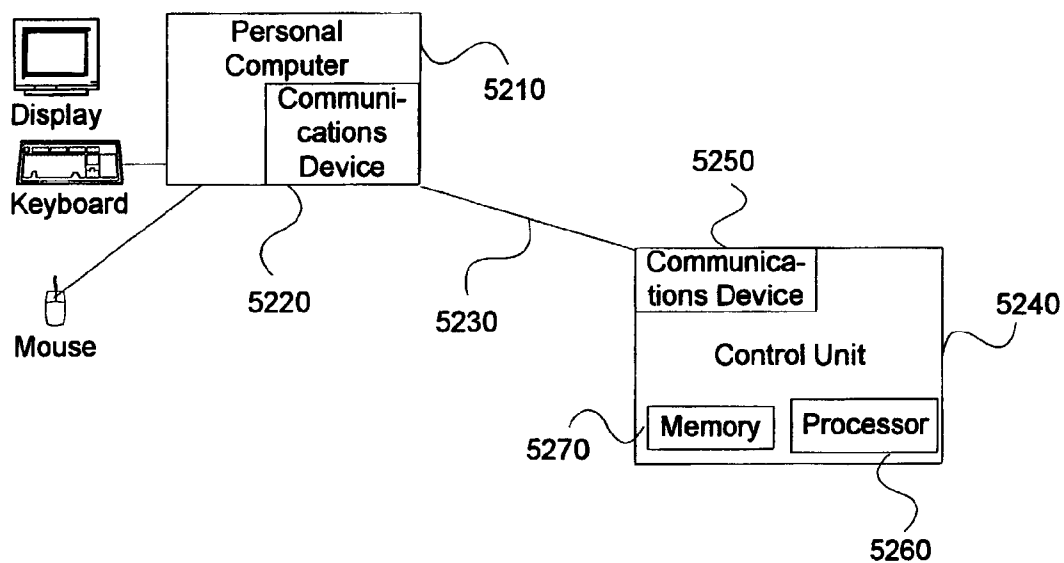 Personal
Computer
5210
Communi-
cations
Device
Display
Keyboard
5220
5230
Mouse
5250
Communica-
tions Device
5240
Control Unit
Memory
Processor
5270
5260